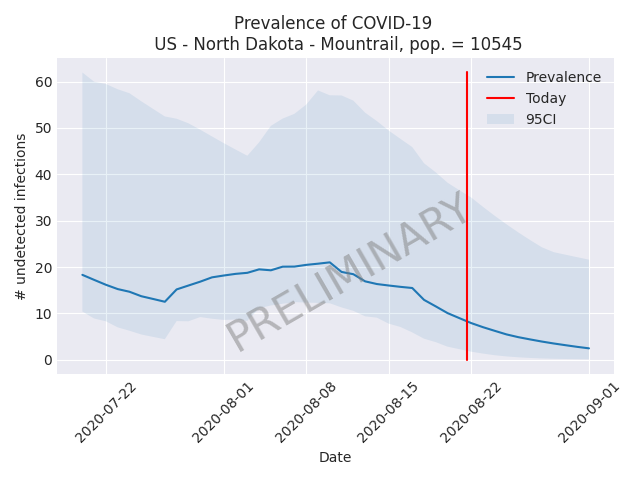 Prevalence of COVID-19
US - North Dakota - Mountrail, pop. = 10545
Prevalence
Today
95CI
60
50
40
30
20
10
0
# undetected infections
PRELIMINARY
2020-07-22
2020-08-01
2020-08-08
2020-08-15
2020-08-22
2020-09-01
Date